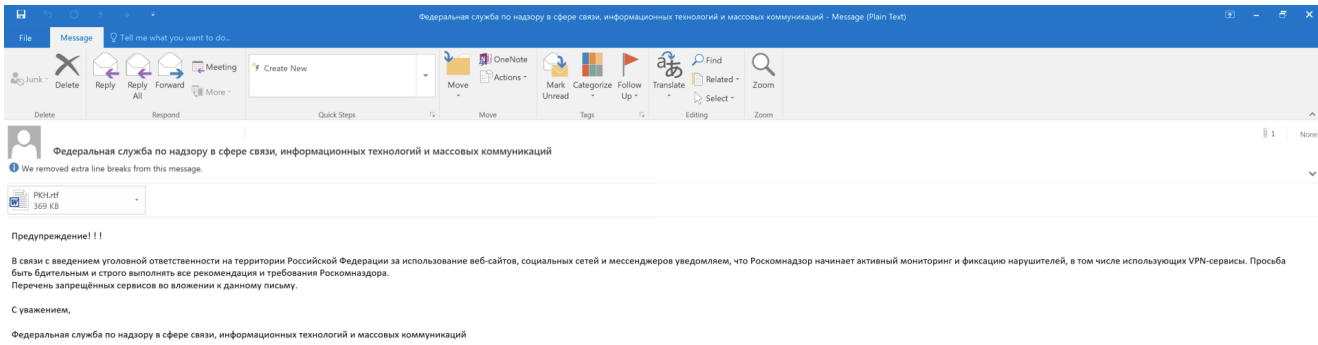 Федеральная служба по надзору в сфере связи, информационных технологий и массовых коммуникаций - Message (Plain Text)
File Message Tell me what you want to do...
Junk Delete Reply Reply All Forward Meeting More Create New Move OneNote Actions Mark Unread Categorize Follow Up Translate Find Related Select Zoom
Delete Respond Quick Steps Move Tags Editing Zoom
1 None
Федеральная служба по надзору в сфере связи, информационных технологий и массовых коммуникаций
We removed extra line breaks from this message.
РКН.rtf
369 KB
Предупреждение! ! !
В связи с введением уголовной ответственности на территории Российской Федерации за использование веб-сайтов, социальных сетей и мессенджеров уведомляем, что Роскомнадзор начинает активный мониторинг и фиксацию нарушителей, в том числе использующих VPN-сервисы. Просьба
быть бдительным и строго выполнять все рекомендация и требования Роскомназдора.
Перечень запрещённых сервисов во вложении к данному письму.
С уважением,
Федеральная служба по надзору в сфере связи, информационных технологий и массовых коммуникаций